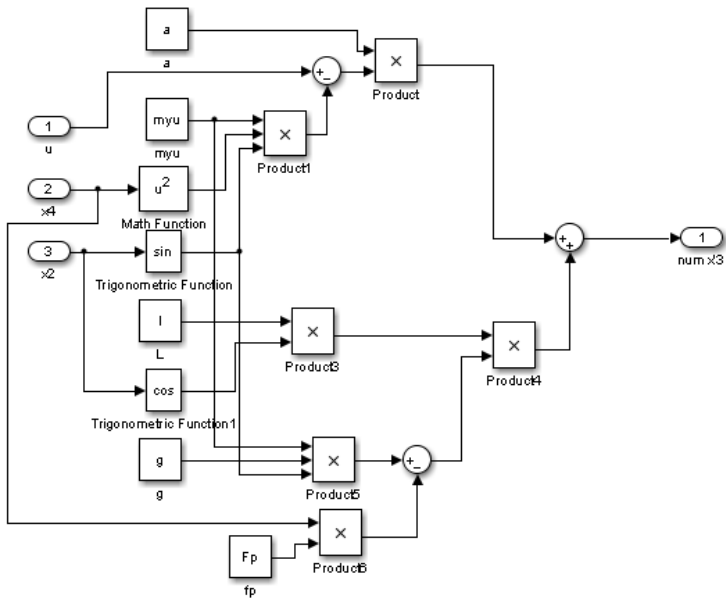 a
a
+
−
×
Product
1
u
myu
myu
×
Product1
2
x4
u²
Math Function
3
x2
sin
Trigonometric Function
+
+
1
num x'3
l
L
×
Product3
×
Product4
cos
Trigonometric Function1
g
g
×
Product5
+
−
Fp
fp
×
Product6